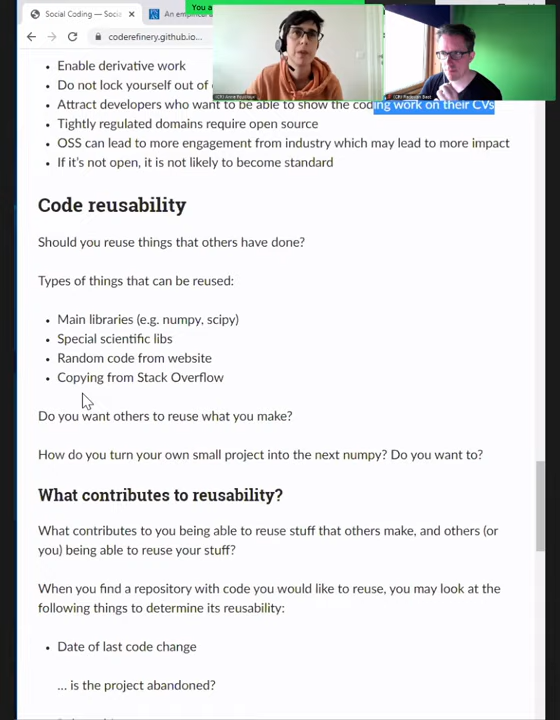 Social Coding — Socia
An empirical
You a
coderefinery.github.io...
Enable derivative work
Do not lock yourself out of
Attract developers who want to be able to show the coding work on their CVs
Tightly regulated domains require open source
OSS can lead to more engagement from industry which may lead to more impact
If it's not open, it is not likely to become standard
Code reusability
Should you reuse things that others have done?
Types of things that can be reused:
Main libraries (e.g. numpy, scipy)
Special scientific libs
Random code from website
Copying from Stack Overflow
Do you want others to reuse what you make?
How do you turn your own small project into the next numpy? Do you want to?
What contributes to reusability?
What contributes to you being able to reuse stuff that others make, and others (or
you) being able to reuse your stuff?
When you find a repository with code you would like to reuse, you may look at the
following things to determine its reusability:
Date of last code change
... is the project abandoned?